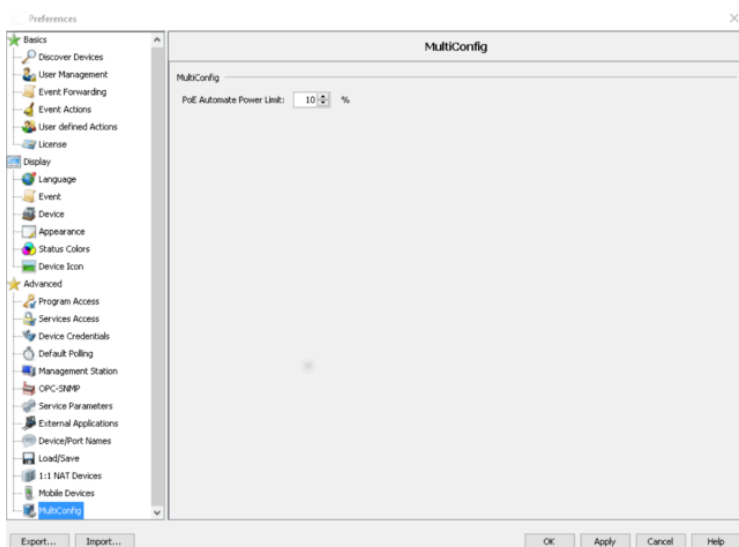 Preferences
Basics
Discover Devices
User Management
Event Forwarding
Event Actions
User defined Actions
License
Display
Language
Event
Device
Appearance
Status Colors
Device Icon
Advanced
Program Access
Services Access
Device Credentials
Default Polling
Management Station
OPC-SNMP
Service Parameters
External Applications
Device/Port Names
Load/Save
1:1 NAT Devices
Mobile Devices
MultiConfig
MultiConfig
MultiConfig
PoE Automate Power Limit: 10 %
Export... Import... OK Apply Cancel Help